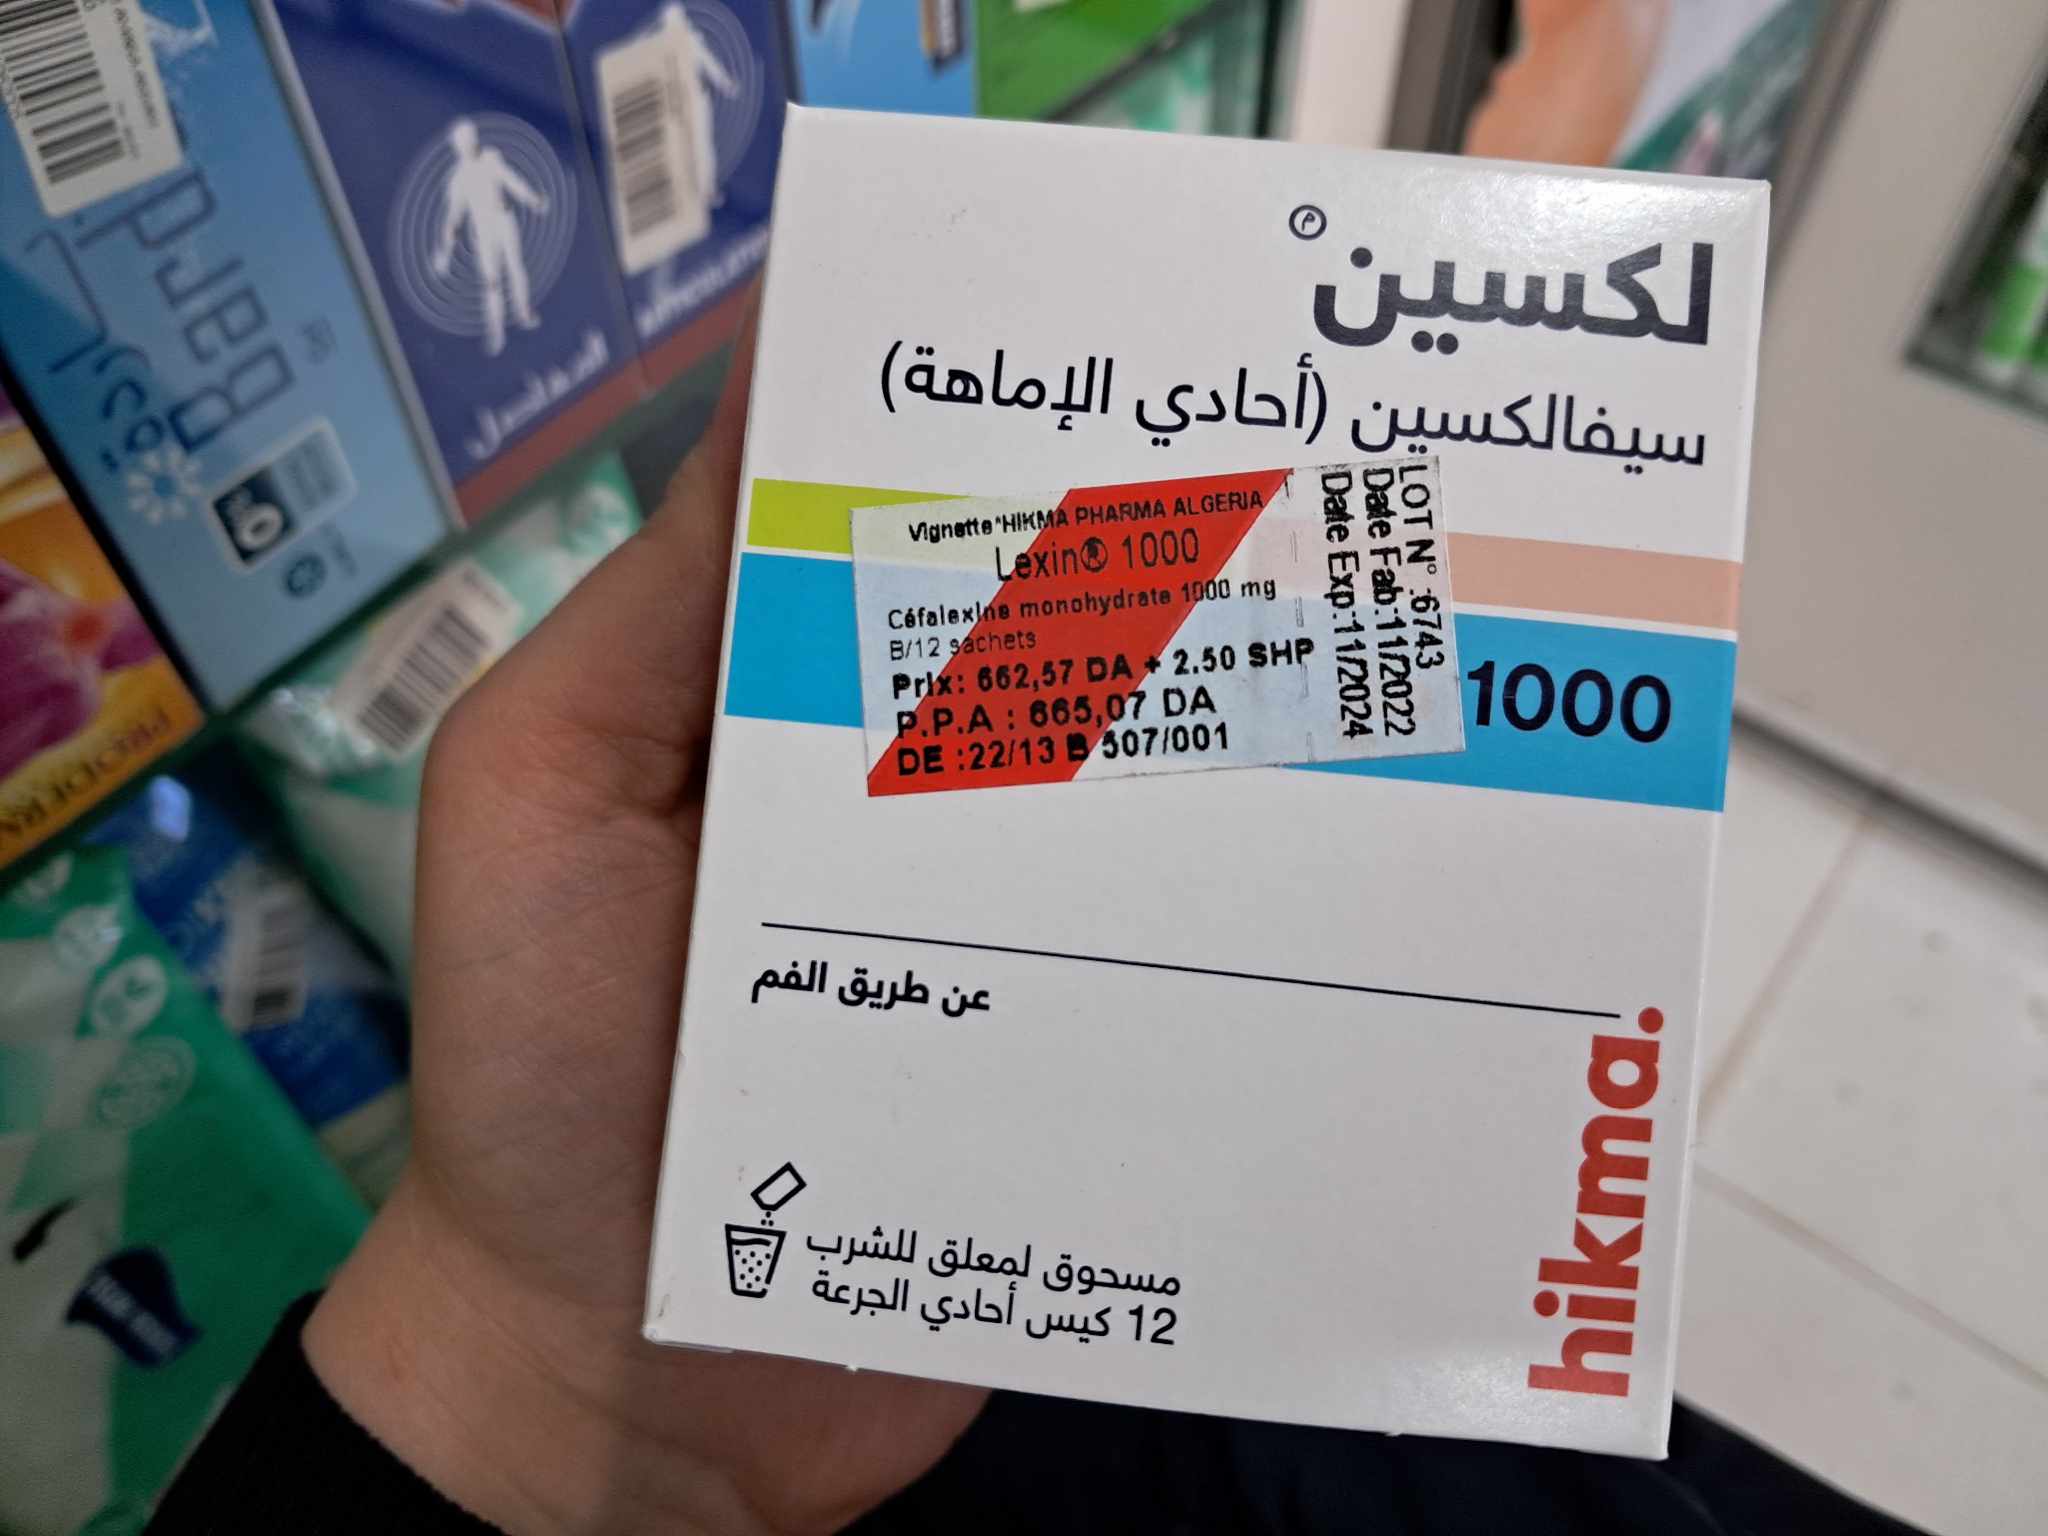 لكسين
سيفالكسين (أحادي الإماهة)
Vignette HIKMA PHARMA ALGERIA
Lexin® 1000
Céfalexine monohydrate 1000 mg
B/12 sachets
Prix: 662,57 DA + 2.50 SHP
P.P.A : 665,07 DA
DE :22/13 B 507/001
LOT N° :6743
Date Fab:11/2022
Date Exp:11/2024
1000
عن طريق الفم
hikma.
مسحوق لمعلق للشرب
12 كيس أحادي الجرعة